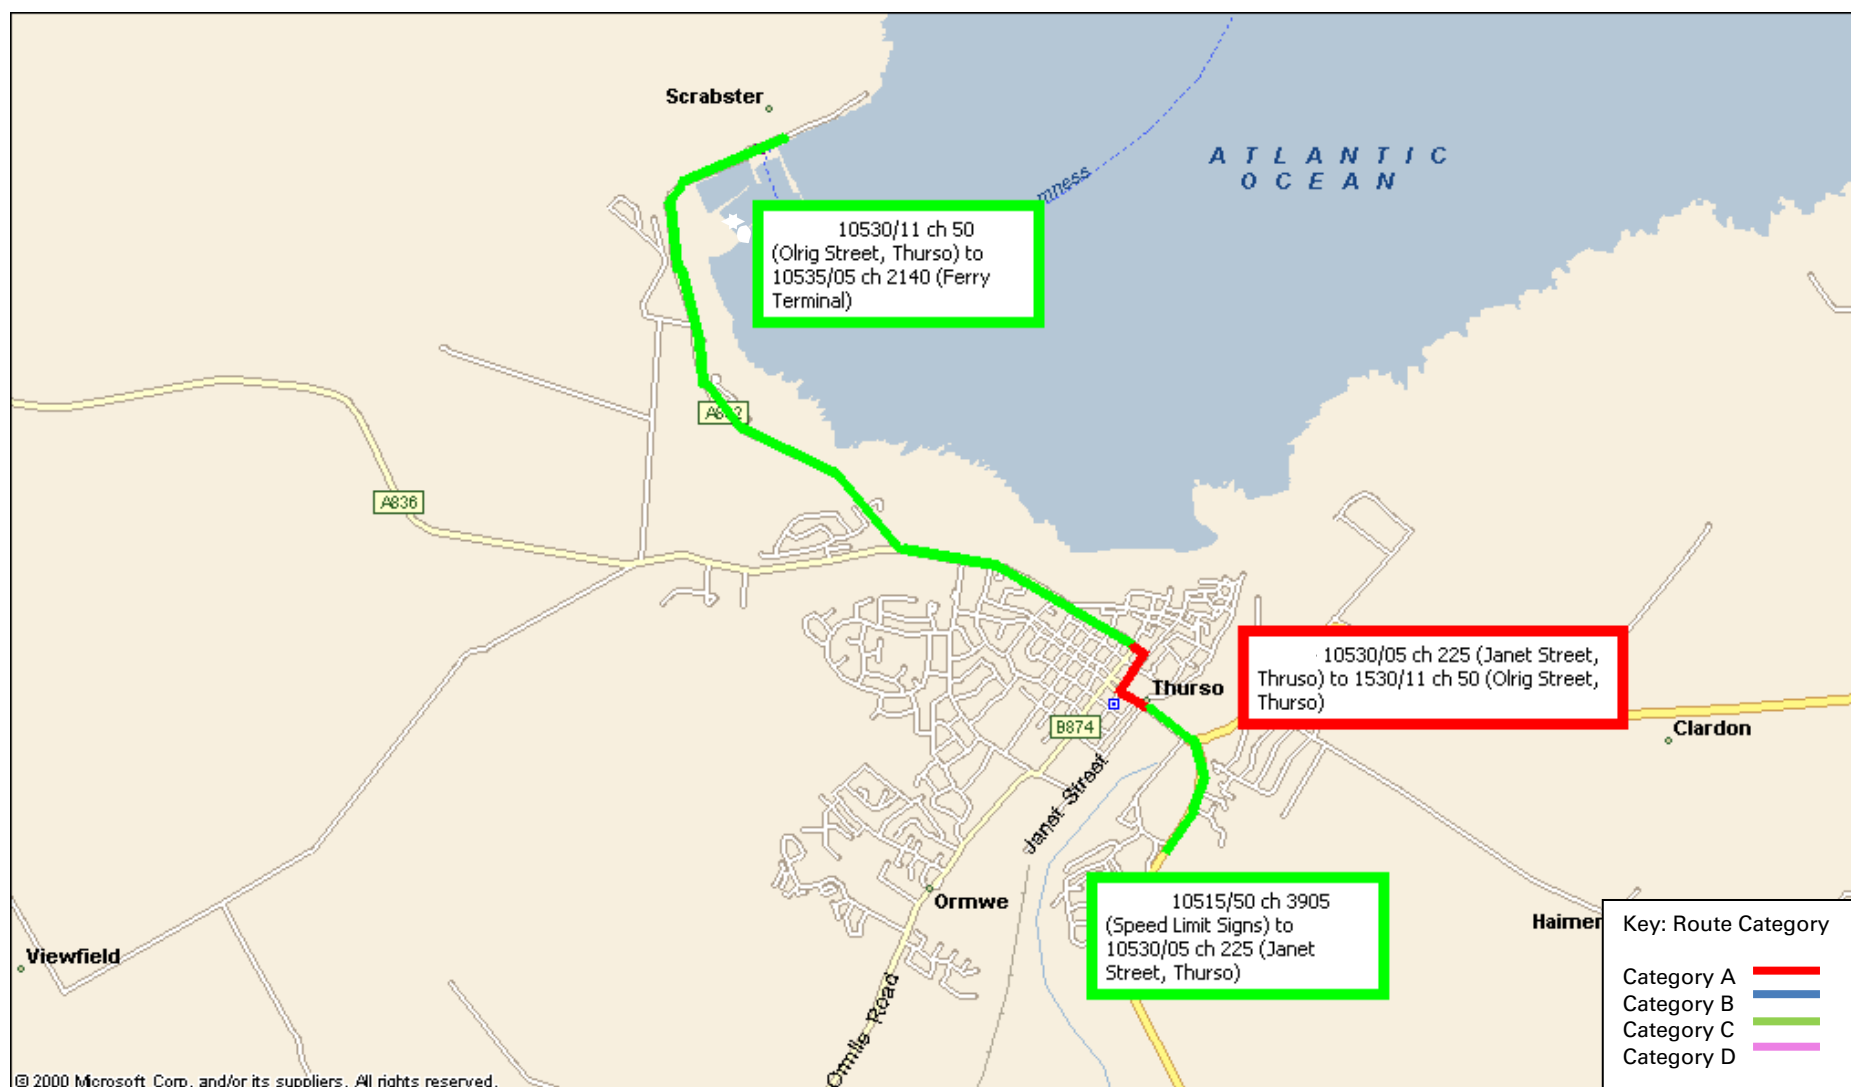 Scrabster
ATLANTIC
OCEAN
mness
10530/11 ch 50
(Olrig Street, Thurso) to
10535/05 ch 2140 (Ferry
Terminal)
A836
10530/05 ch 225 (Janet Street,
Thruso) to 1530/11 ch 50 (Olrig Street,
Thurso)
Thurso
B874
Clardon
Janet Street
10515/50 ch 3905
(Speed Limit Signs) to
10530/05 ch 225 (Janet
Street, Thurso)
Ormwe
Haimer
Viewfield
Ormlie Road
Key: Route Category
Category A
Category B
Category C
Category D
© 2000 Microsoft Corp. and/or its suppliers. All rights reserved.